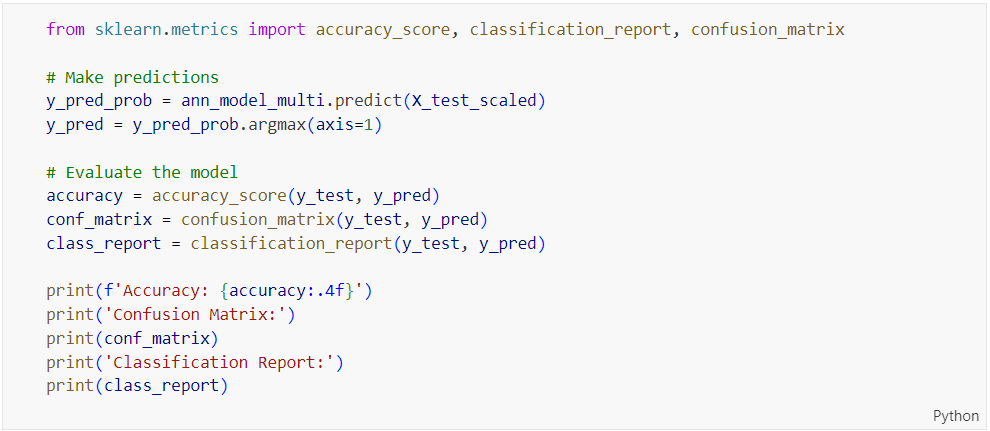 from sklearn.metrics import accuracy_score, classification_report, confusion_matrix
# Make predictions
y_pred_prob = ann_model_multi.predict(X_test_scaled)
y_pred = y_pred_prob.argmax(axis=1)
# Evaluate the model
accuracy = accuracy_score(y_test, y_pred)
conf_matrix = confusion_matrix(y_test, y_pred)
class_report = classification_report(y_test, y_pred)
print(f'Accuracy: {accuracy:.4f}')
print('Confusion Matrix:')
print(conf_matrix)
print('Classification Report:')
print(class_report)
Python